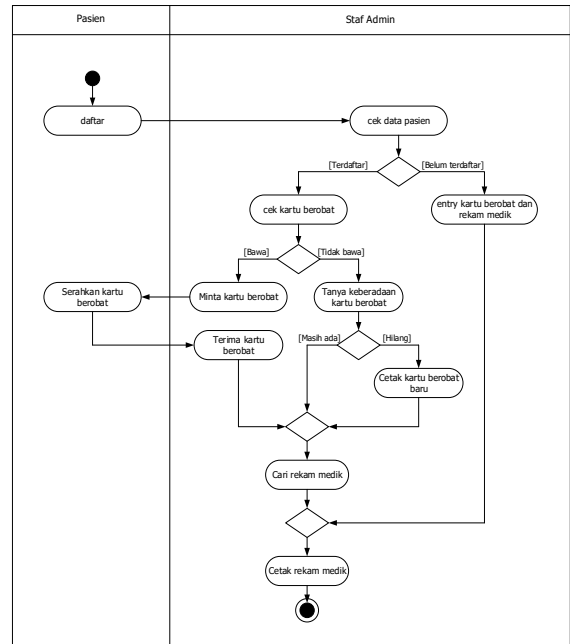 Pasien
Staf Admin
daftar
cek data pasien
[Terdaftar]
[Belum terdaftar]
cek kartu berobat
entry kartu berobat dan
rekam medik
[Bawa]
[Tidak bawa]
Serahkan kartu
berobat
Minta kartu berobat
Tanya keberadaan
kartu berobat
Terima kartu
berobat
[Masih ada]
[Hilang]
Cetak kartu berobat
baru
Cari rekam medik
Cetak rekam medik